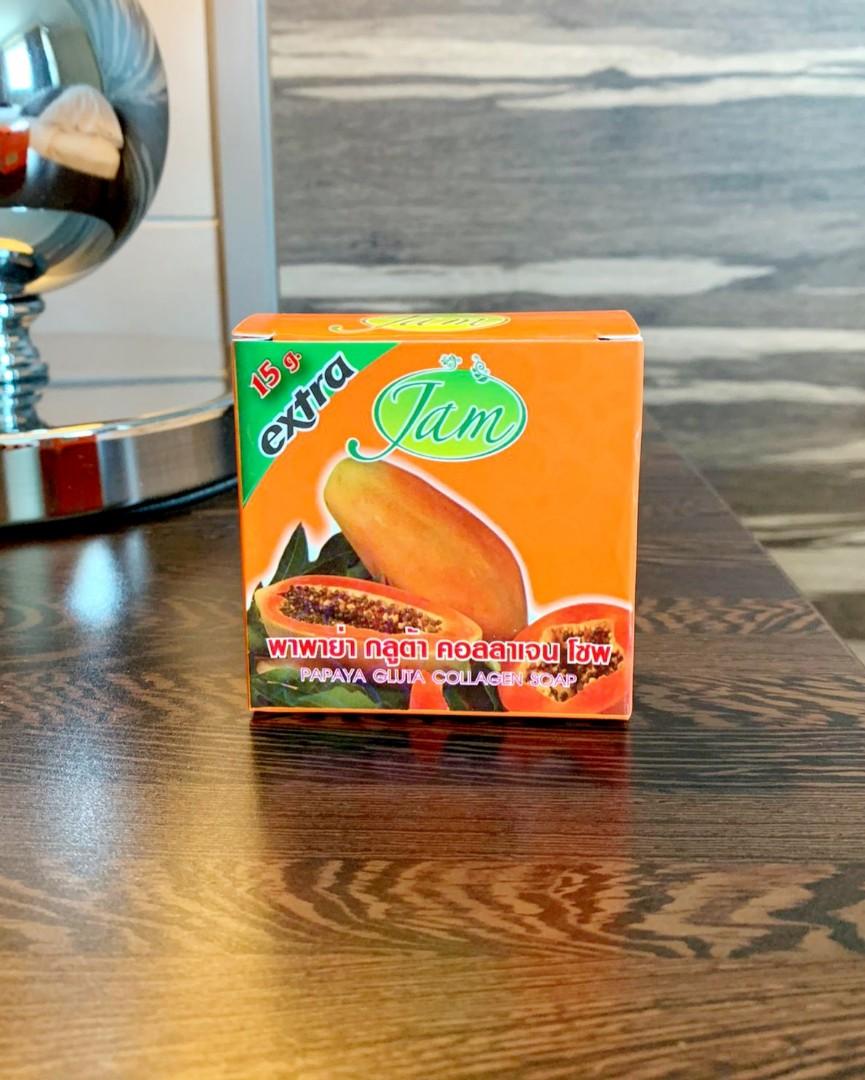 Jam
15 g.
extra
Jam
พาพาย่า กลูต้า คอลลาเจน โซพ
PAPAYA GLUTA COLLAGEN SOAP